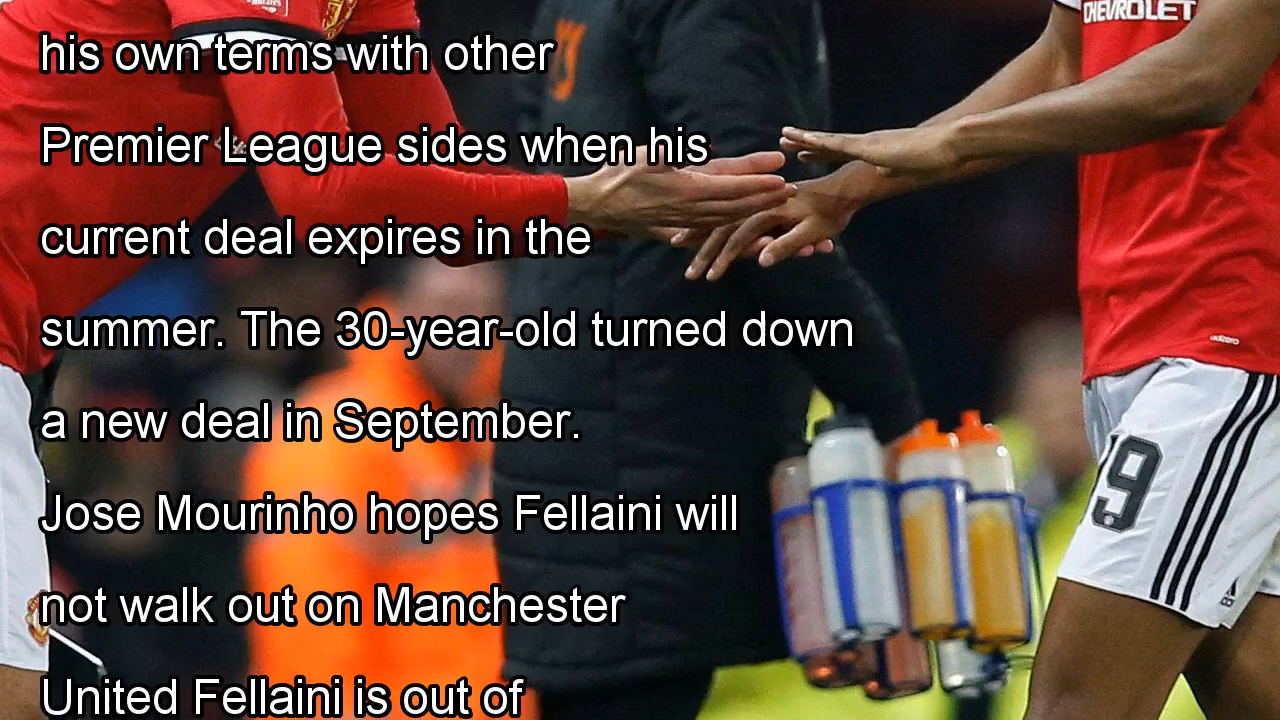 CHEVROLET
his own terms with other
Premier League sides when his
current deal expires in the
summer. The 30-year-old turned down
adizero
a new deal in September.
19
Jose Mourinho hopes Fellaini will
not walk out on Manchester
United Fellaini is out of